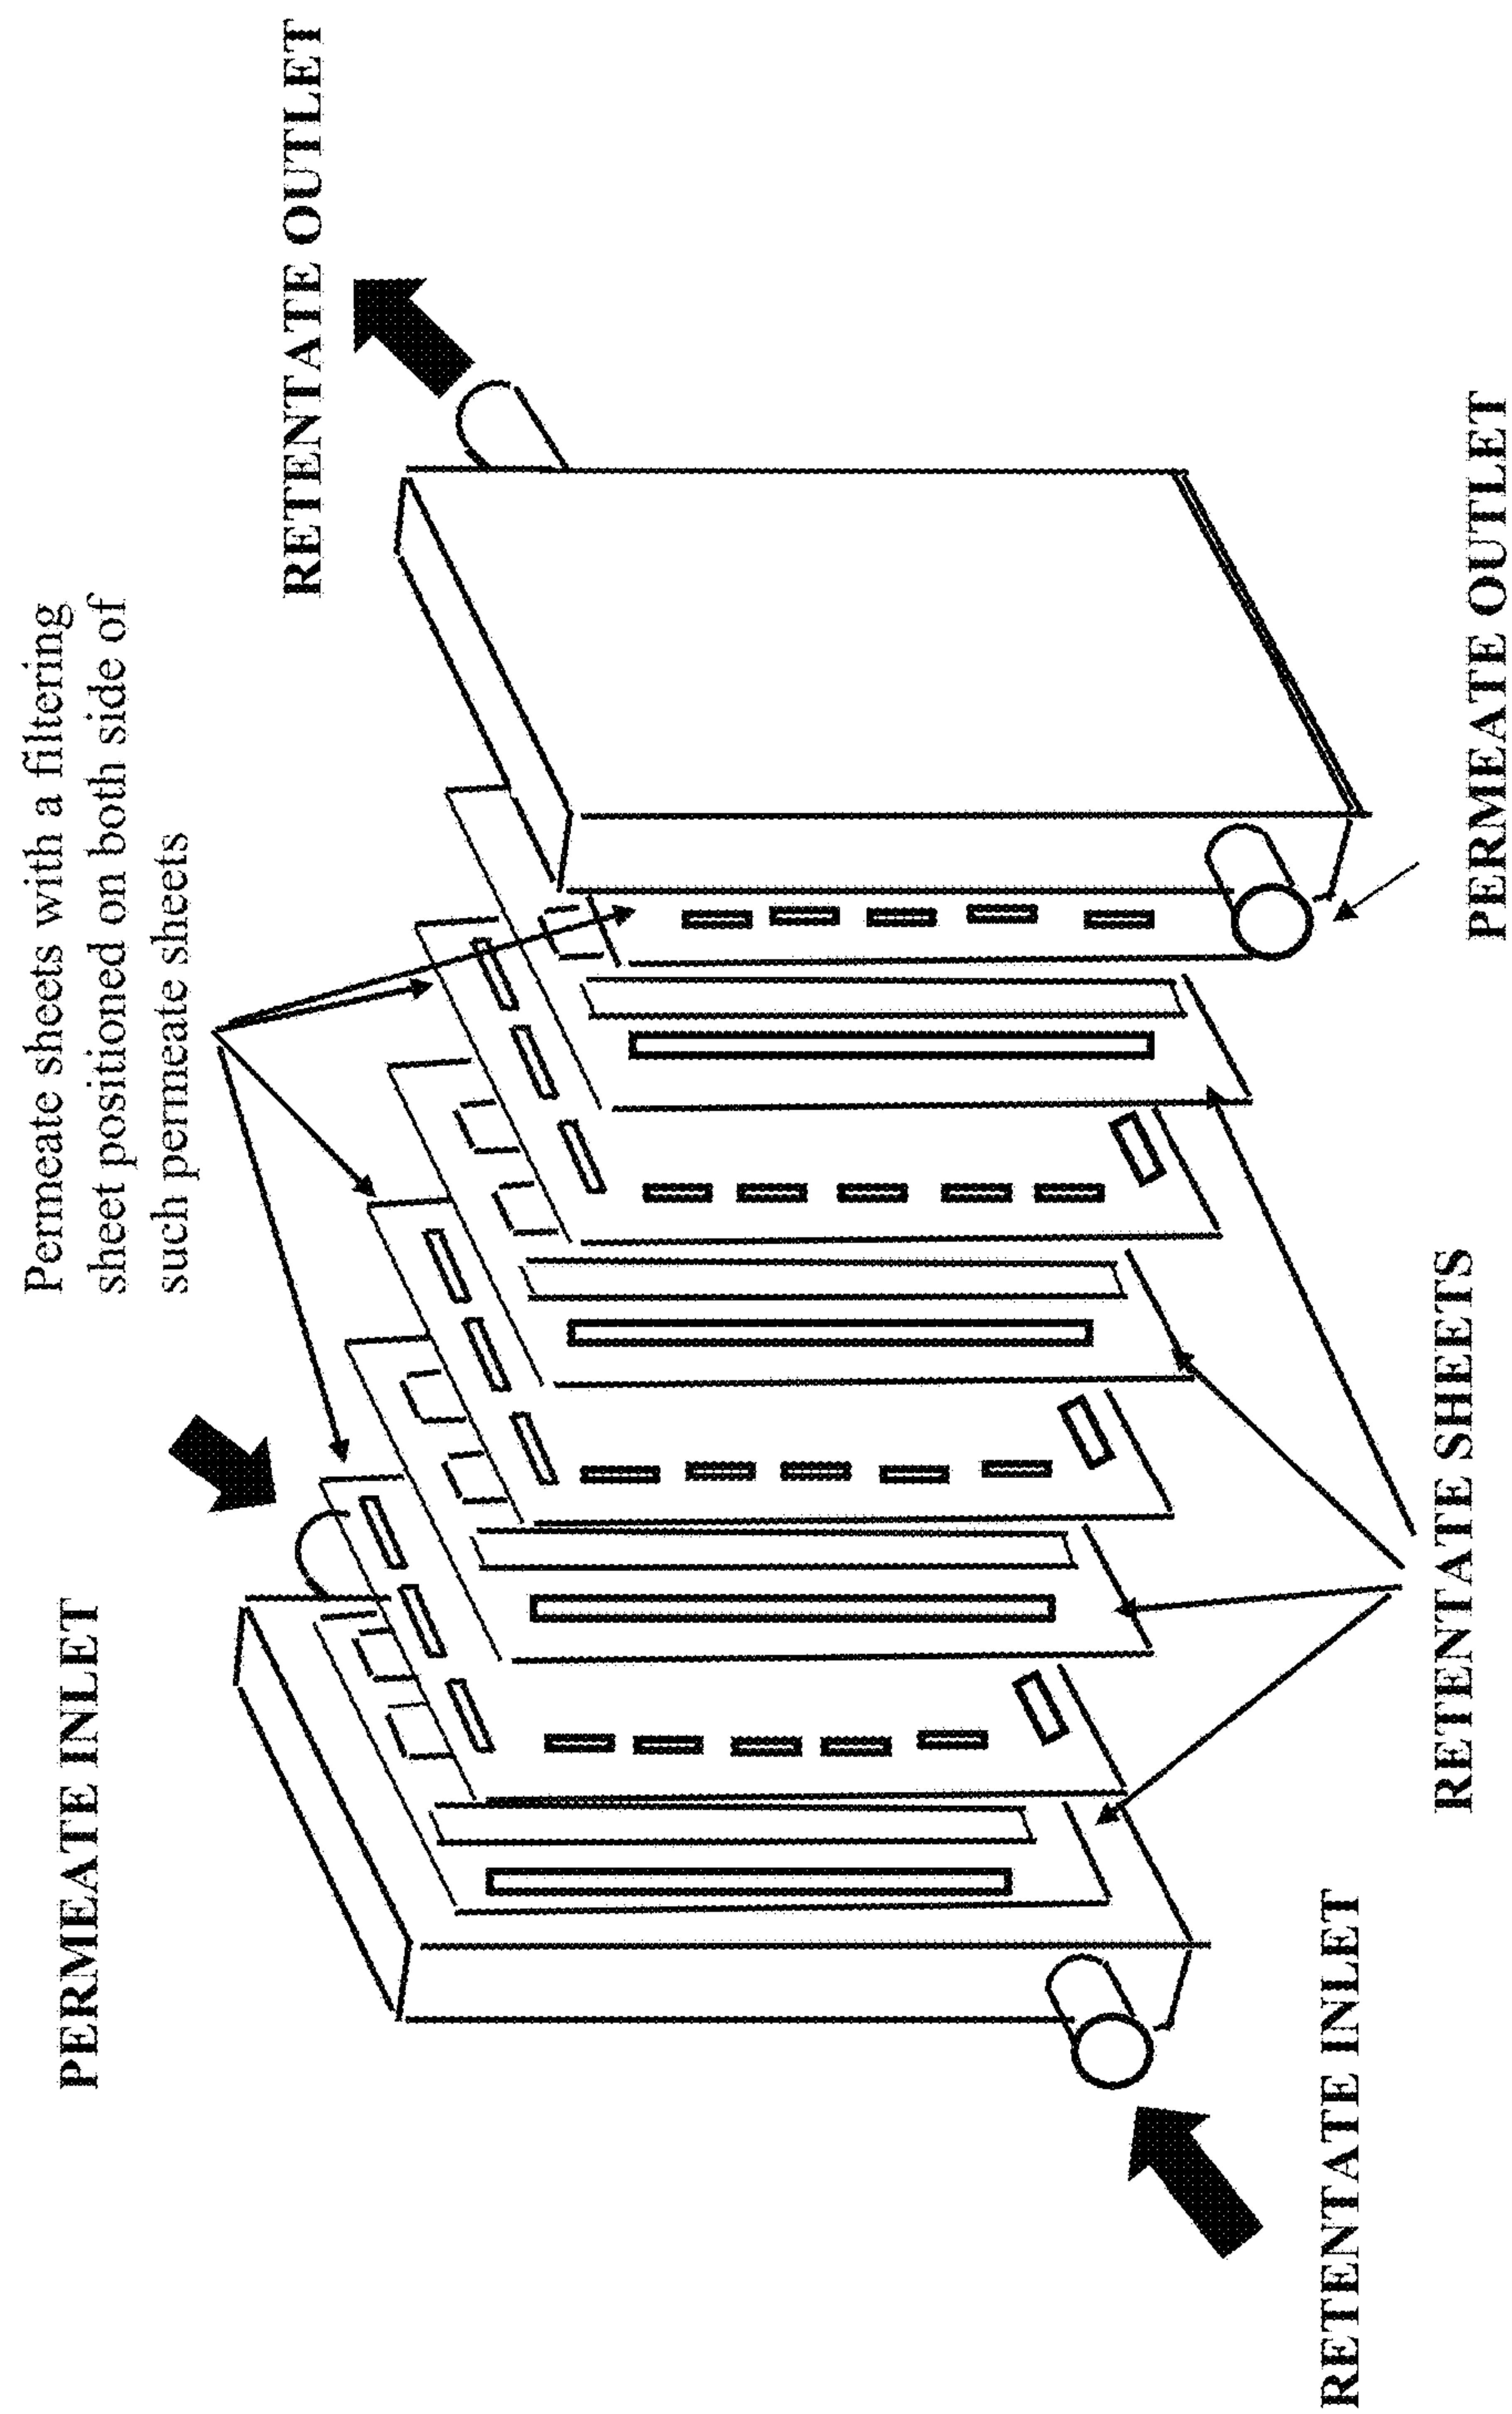 Permeate sheets with a filtering
sheet positioned on both side of
such permeate sheets
PERMEATE INLET
RETENTATE OUTLET
RETENTATE INLET
RETENTATE SHEETS
PERMEATE OUTLET